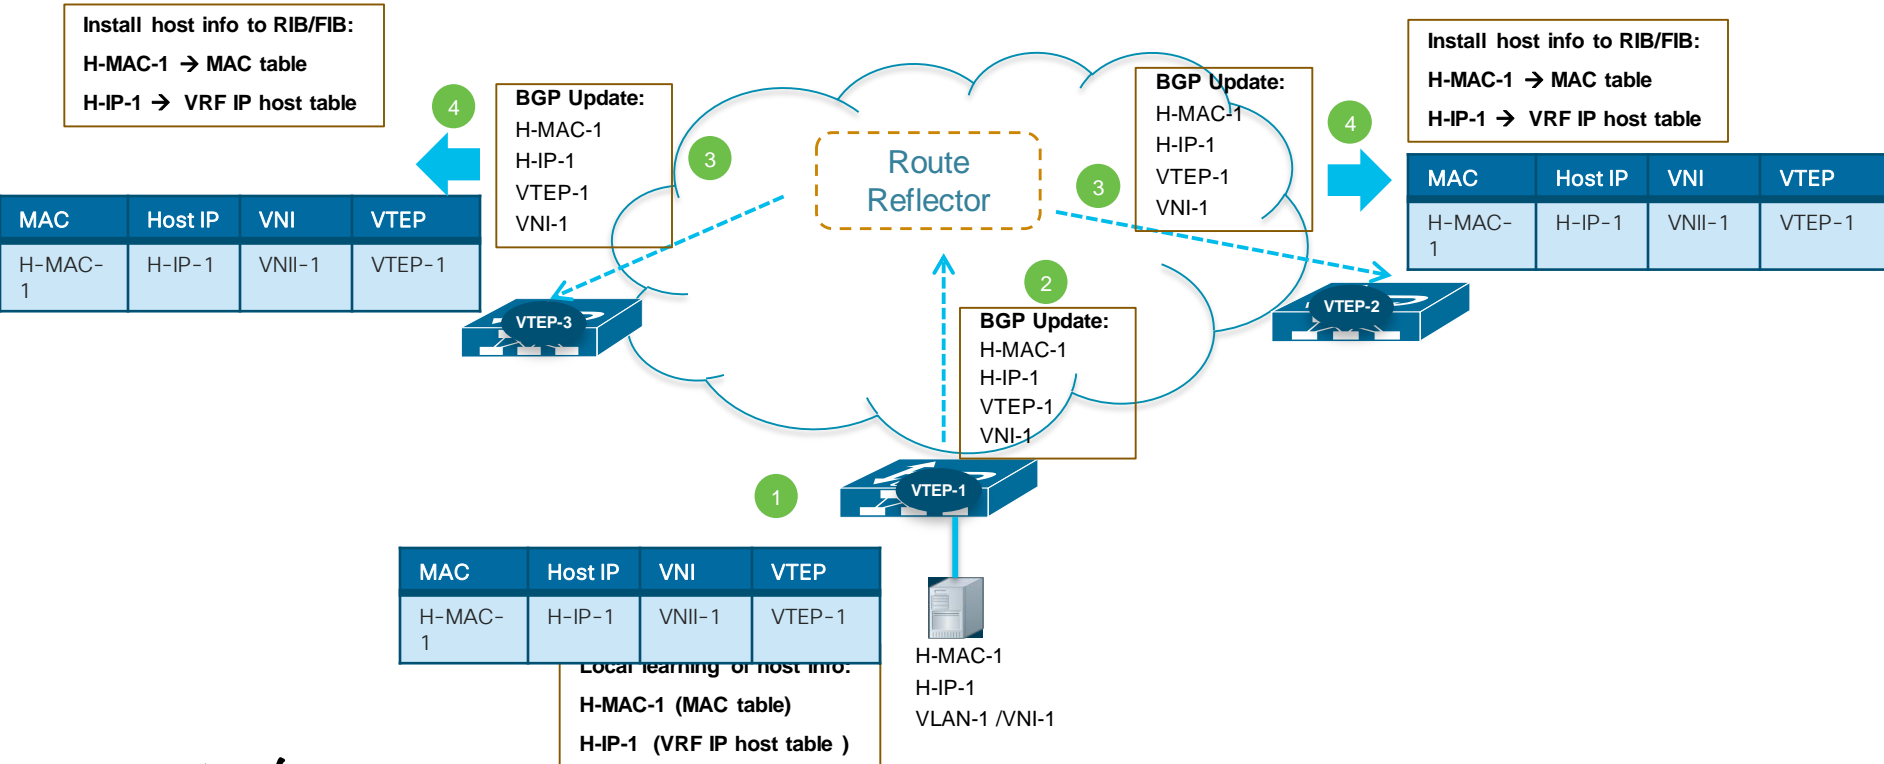 Install host info to RIB/FIB:
H-MAC-1 → MAC table
H-IP-1 → VRF IP host table
4
BGP Update:
H-MAC-1
H-IP-1
VTEP-1
VNI-1
3
MAC Host IP VNI VTEP
H-MAC-1 H-IP-1 VNII-1 VTEP-1
VTEP-3
Route
Reflector
3
BGP Update:
H-MAC-1
H-IP-1
VTEP-1
VNI-1
4
Install host info to RIB/FIB:
H-MAC-1 → MAC table
H-IP-1 → VRF IP host table
MAC Host IP VNI VTEP
H-MAC-1 H-IP-1 VNII-1 VTEP-1
VTEP-2
2
BGP Update:
H-MAC-1
H-IP-1
VTEP-1
VNI-1
VTEP-1
1
MAC Host IP VNI VTEP
H-MAC-1 H-IP-1 VNII-1 VTEP-1
Local learning of host info:
H-MAC-1 (MAC table)
H-IP-1 (VRF IP host table )
H-MAC-1
H-IP-1
VLAN-1 /VNI-1